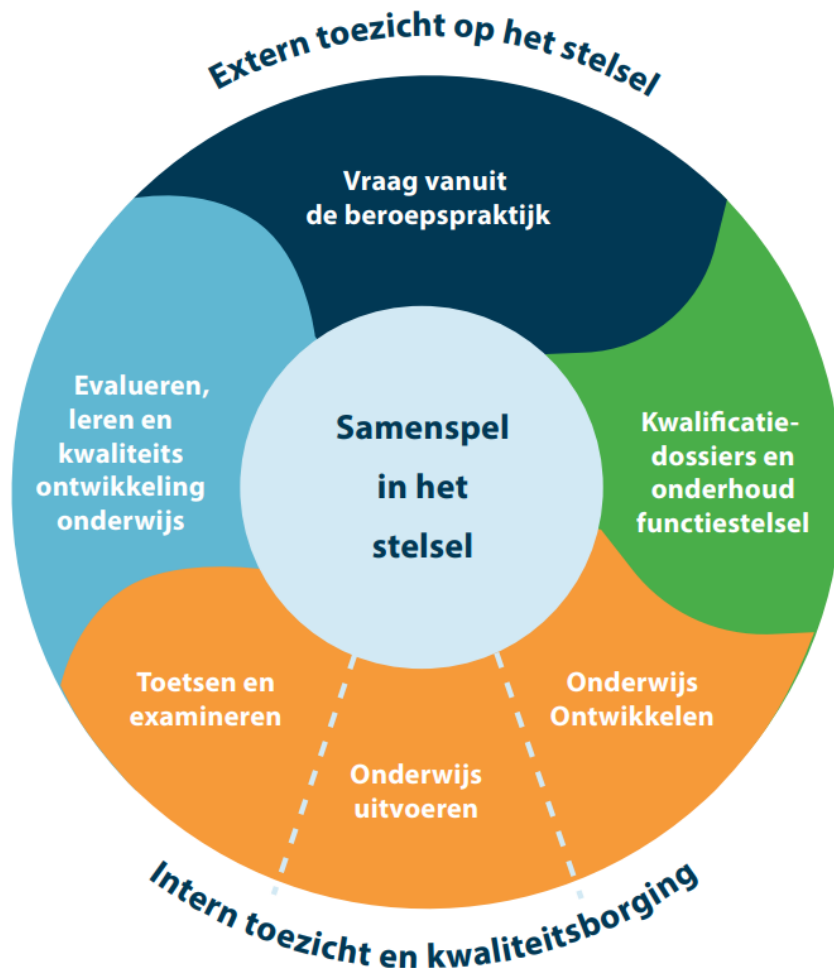 Extern toezicht op het stelsel
Vraag vanuit
de beroepspraktijk
Kwalificatie-
dossiers en
onderhoud
functiestelsel
Onderwijs
Ontwikkelen
Onderwijs
uitvoeren
Toetsen en
examineren
Evalueren,
leren en
kwaliteits
ontwikkeling
onderwijs
Samenspel
in het
stelsel
Intern toezicht en kwaliteitsborging